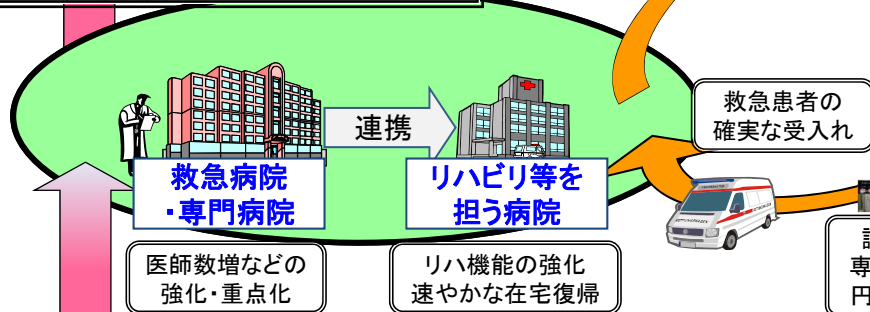 連携
救急患者の
確実な受入れ
救急病院
・専門病院
リハビリ等を
担う病院
医師数増などの
強化・重点化
リハ機能の強化
速やかな在宅復帰
専
円